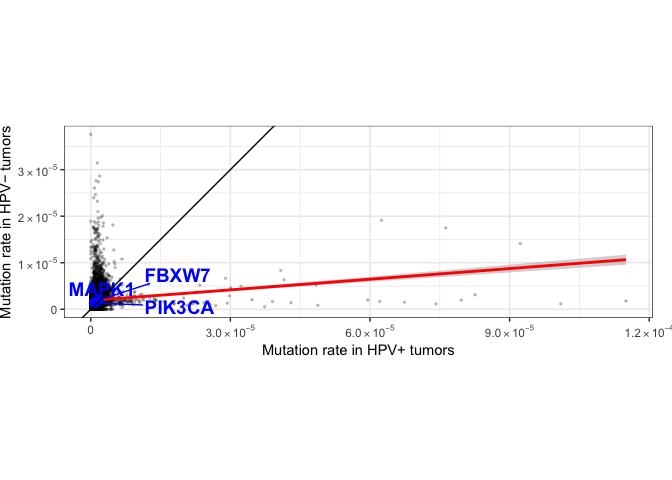 Mutation rate in HPV− tumors
3 × 10⁻⁵
2 × 10⁻⁵
1 × 10⁻⁵
0
FBXW7
MAPK1
PIK3CA
0
3.0 × 10⁻⁵
6.0 × 10⁻⁵
9.0 × 10⁻⁵
1.2 × 10⁻⁴
Mutation rate in HPV+ tumors